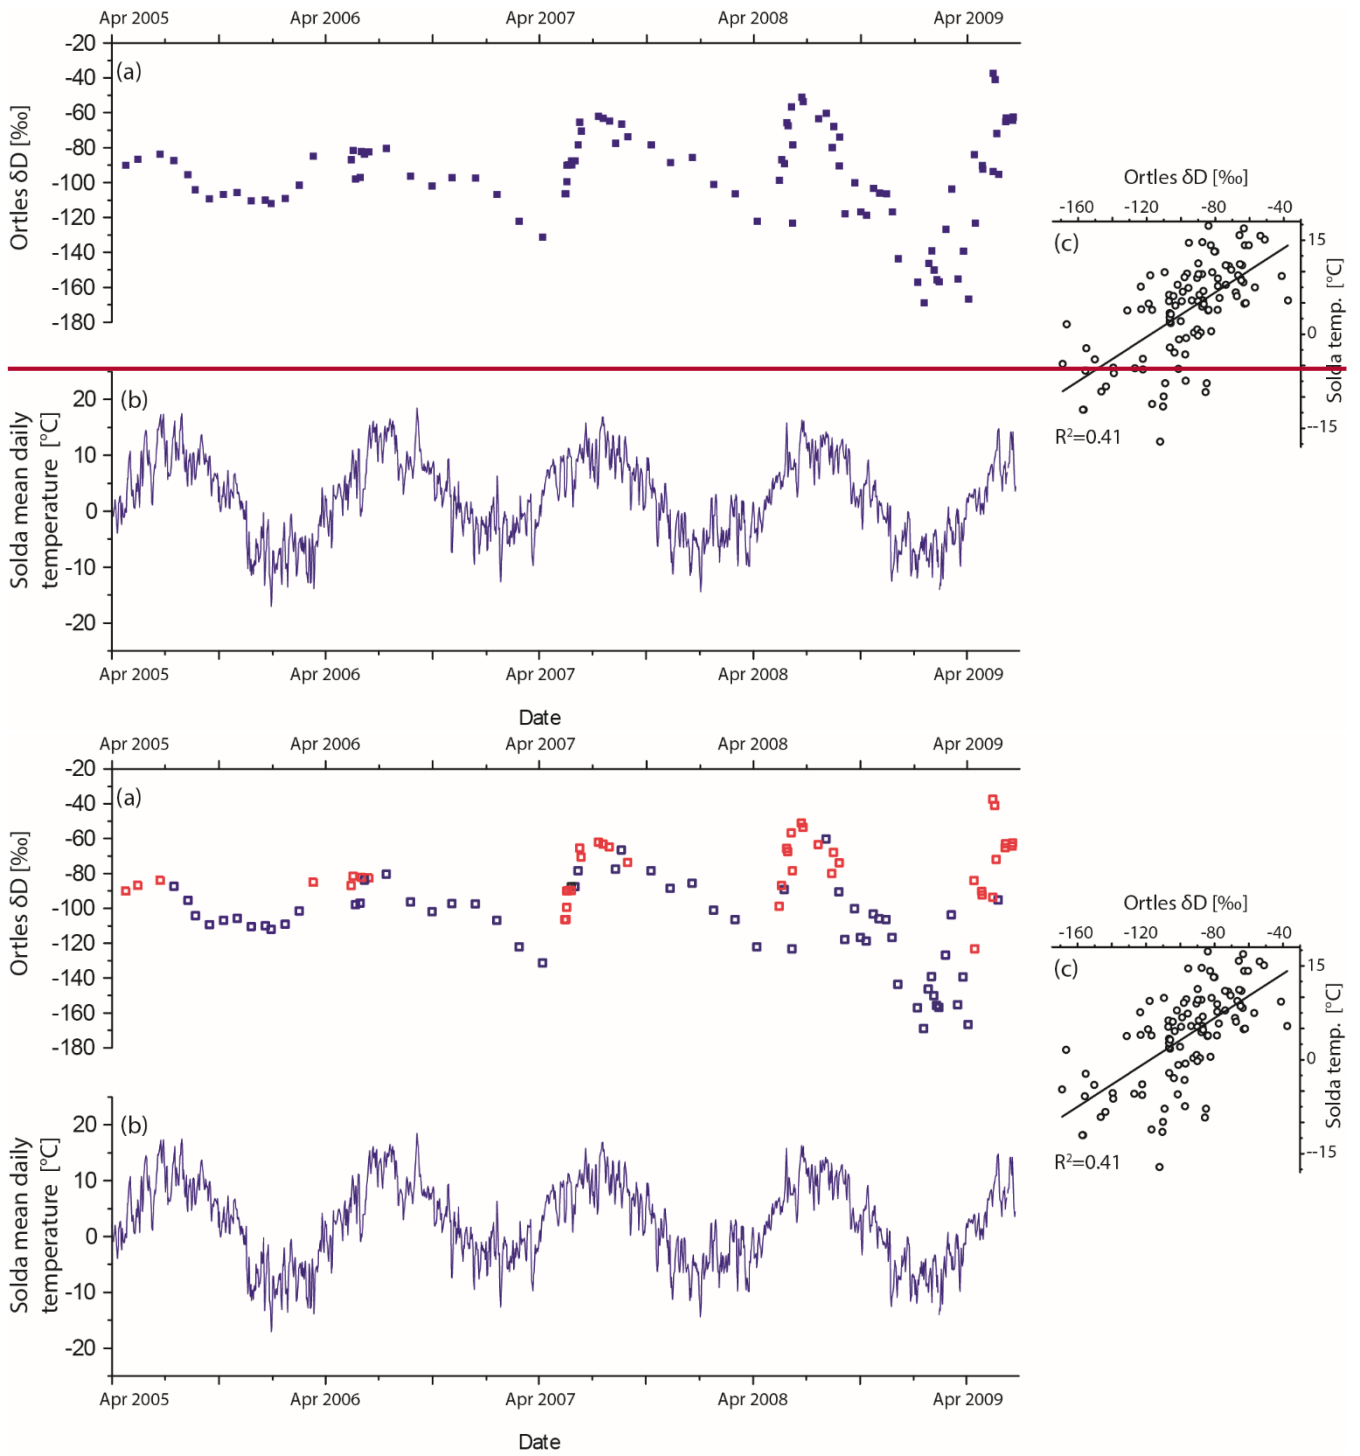 Apr 2005 Apr 2006 Apr 2007 Apr 2008 Apr 2009
-20
(a)
-40
-60
-80
-100
-120
-140
-160
-180
Ortles δD [‰]
Ortles δD [‰]
-160 -120 -80 -40
(c)
15
0
-15
Solda temp. [°C]
R²=0.41
20
(b)
10
0
-10
-20
Solda mean daily
temperature [°C]
Apr 2005 Apr 2006 Apr 2007 Apr 2008 Apr 2009
Date
Apr 2005 Apr 2006 Apr 2007 Apr 2008 Apr 2009
-20
(a)
-40
-60
-80
-100
-120
-140
-160
-180
Ortles δD [‰]
Ortles δD [‰]
-160 -120 -80 -40
(c)
15
0
-15
Solda temp. [°C]
R²=0.41
20
(b)
10
0
-10
-20
Solda mean daily
temperature [°C]
Apr 2005 Apr 2006 Apr 2007 Apr 2008 Apr 2009
Date